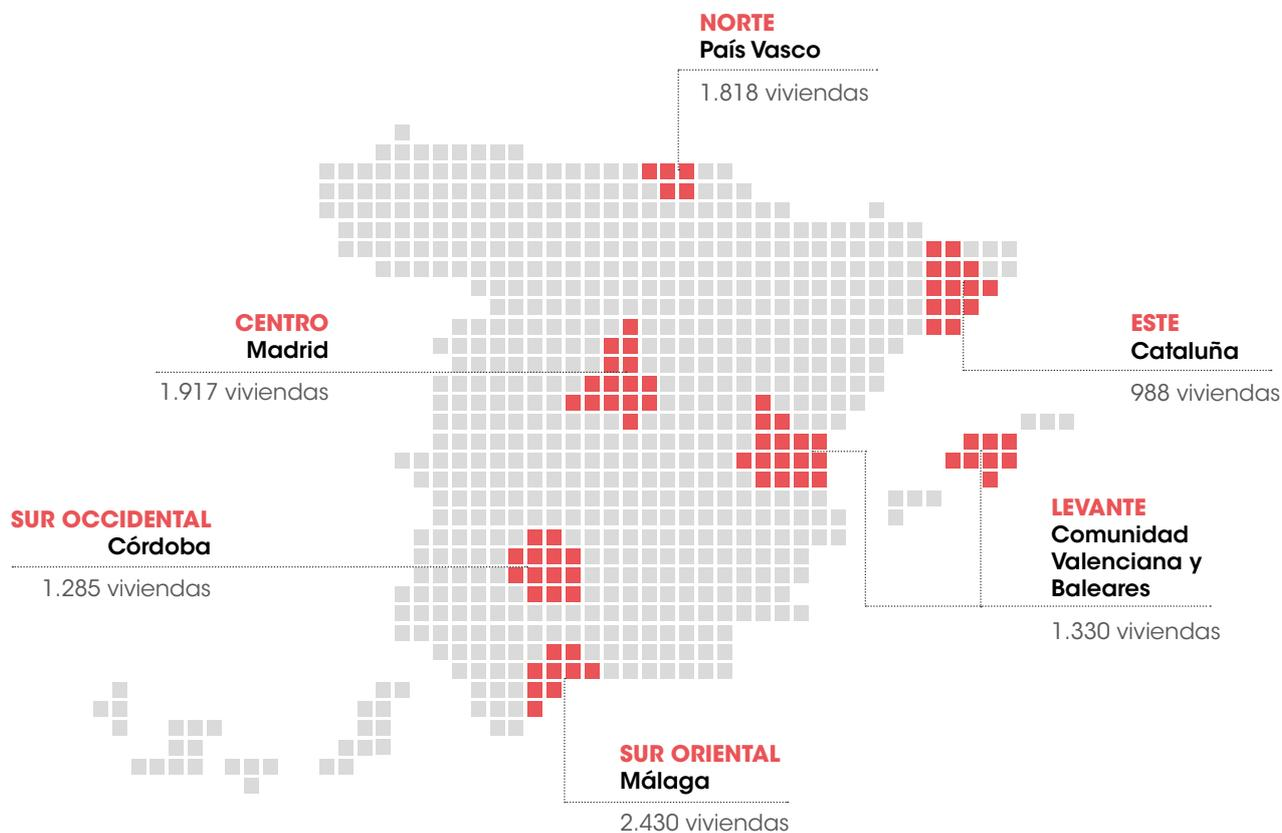 NORTE
País Vasco
1.818 viviendas
CENTRO
Madrid
1.917 viviendas
ESTE
Cataluña
988 viviendas
SUR OCCIDENTAL
Córdoba
1.285 viviendas
LEVANTE
Comunidad
Valenciana y
Baleares
1.330 viviendas
SUR ORIENTAL
Málaga
2.430 viviendas